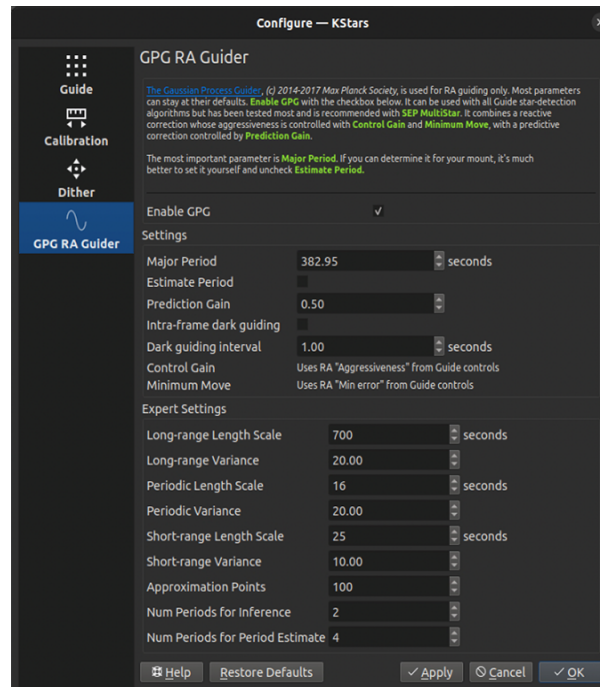 Configure — KStars
Guide
Calibration
Dither
GPG RA Guider
GPG RA Guider
The Gaussian Process Guider, (c) 2014-2017 Max Planck Society, is used for RA guiding only. Most parameters
can stay at their defaults. Enable GPG with the checkbox below. It can be used with all Guide star-detection
algorithms but has been tested most and is recommended with SEP MultiStar. It combines a reactive
correction whose aggressiveness is controlled with Control Gain and Minimum Move, with a predictive
correction controlled by Prediction Gain.
The most important parameter is Major Period. If you can determine it for your mount, it's much
better to set it yourself and uncheck Estimate Period.
Enable GPG
Settings
Major Period 382.95 seconds
Estimate Period
Prediction Gain 0.50
Intra-frame dark guiding
Dark guiding interval 1.00 seconds
Control Gain Uses RA "Aggressiveness" from Guide controls
Minimum Move Uses RA "Min error" from Guide controls
Expert Settings
Long-range Length Scale 700 seconds
Long-range Variance 20.00
Periodic Length Scale 16 seconds
Periodic Variance 20.00
Short-range Length Scale 25 seconds
Short-range Variance 10.00
Approximation Points 100
Num Periods for Inference 2
Num Periods for Period Estimate 4
Help Restore Defaults Apply Cancel OK